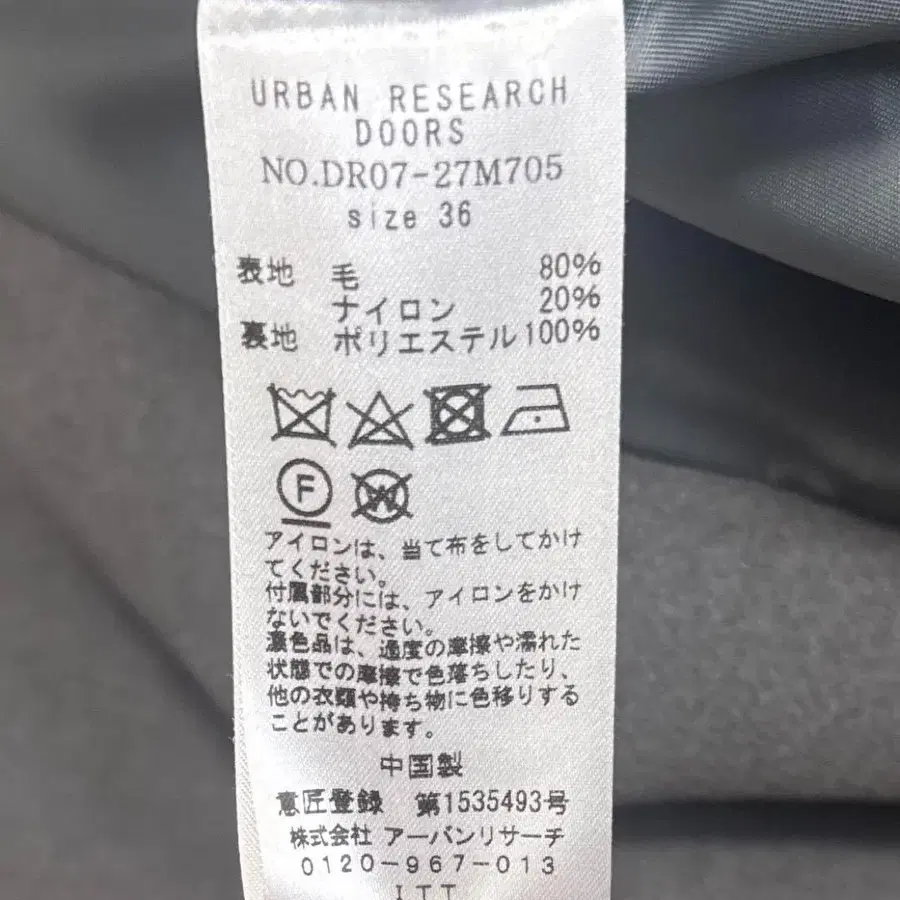 URBAN RESEARCH
DOORS
NO.DR07-27M705
size 36
表地 毛 80%
ナイロン 20%
裏地 ポリエステル 100%
F
W
アイロンは、当て布をしてかけ
てください。
付属部分には、アイロンをかけ
ないでください。
濃色品は、過度の摩擦や濡れた
状態での摩擦で色落ちしたり、
他の衣類や持ち物に色移りする
ことがあります。
中国製
意匠登録 第1535493号
株式会社 アーバンリサーチ
0120-967-013
ITT